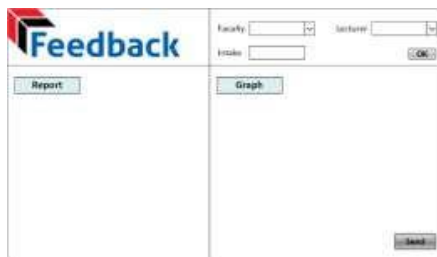 Feedback
Faculty
Lecturer
Intake
OK
Report
Graph
Send